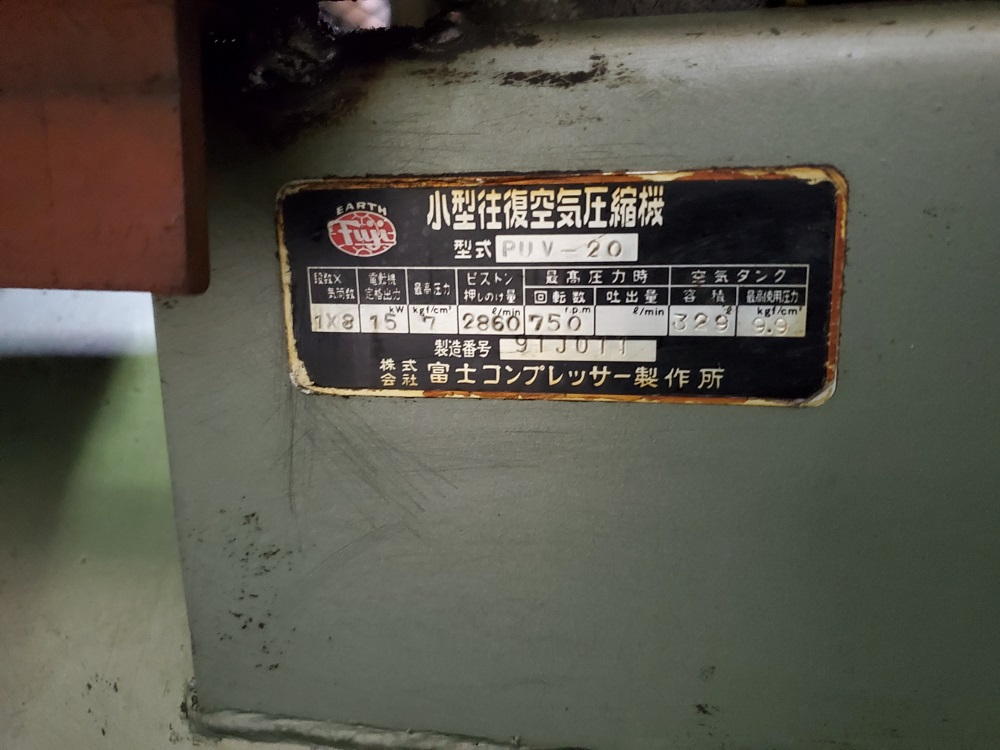 EARTH
Fuji
小型往復空気圧縮機
型式 PUV-20
段数X気筒数 電動機定格出力 最高圧力 ピストン押しのけ量 最高圧力時 空気タンク
回転数 吐出量 容積 最高使用圧力
kW kgf/cm² ℓ/min r.p.m ℓ/min ℓ kgf/cm²
1X3 15 7 2860 750 329 9.9
製造番号 91J011
株式会社 富士コンプレッサー製作所